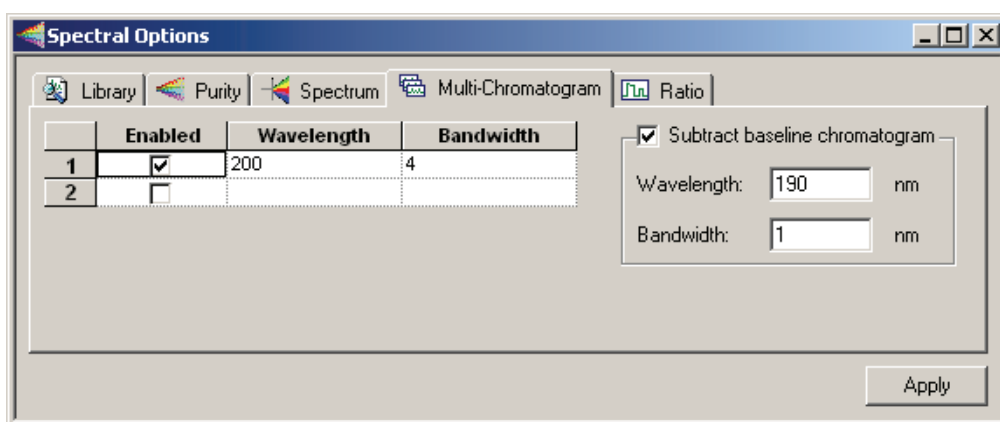 Spectral Options
Library Purity Spectrum Multi-Chromatogram Ratio
Enabled Wavelength Bandwidth
1 200 4
2
Subtract baseline chromatogram
Wavelength: 190 nm
Bandwidth: 1 nm
Apply